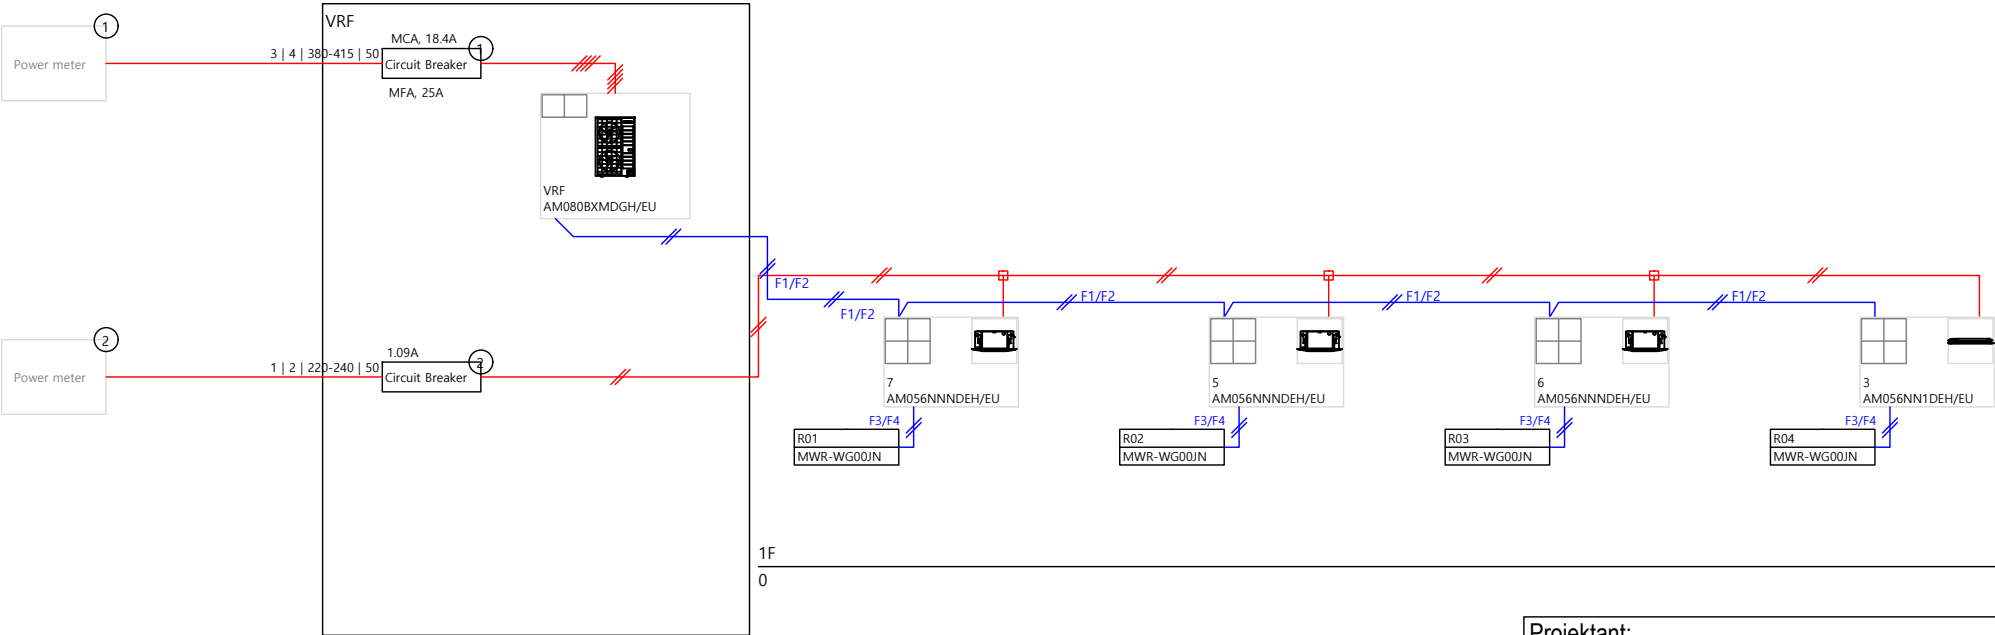 VRF
1
MCA, 18.4A
1
3 | 4 | 380-415 | 50
Power meter
Circuit Breaker
MFA, 25A
VRF
AM080BXMDGH/EU
F1/F2
F1/F2
F1/F2
F1/F2
F1/F2
2
1.09A
2
1 | 2 | 220-240 | 50
Power meter
Circuit Breaker
7
AM056NNNDEH/EU
5
AM056NNNDEH/EU
6
AM056NNNDEH/EU
3
AM056NN1DEH/EU
F3/F4
F3/F4
F3/F4
F3/F4
R01
MWR-WG00JN
R02
MWR-WG00JN
R03
MWR-WG00JN
R04
MWR-WG00JN
1F
0
Projektant: